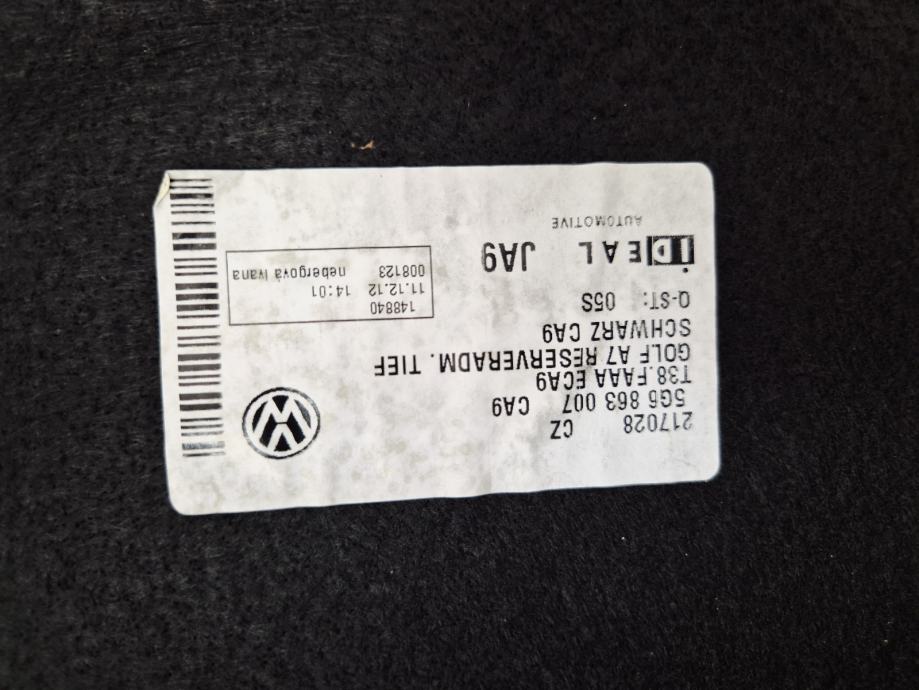 217028 CZ
5G6 863 007 CA9
T38.FAAA ECA9
GOLF A7 RESERVERADM. TIEF
SCHWARZ CA9
Q-ST: 05S
148840
11.12.12 14:01
008123 nebergová Ivana
iDEAL JA9
AUTOMOTIVE